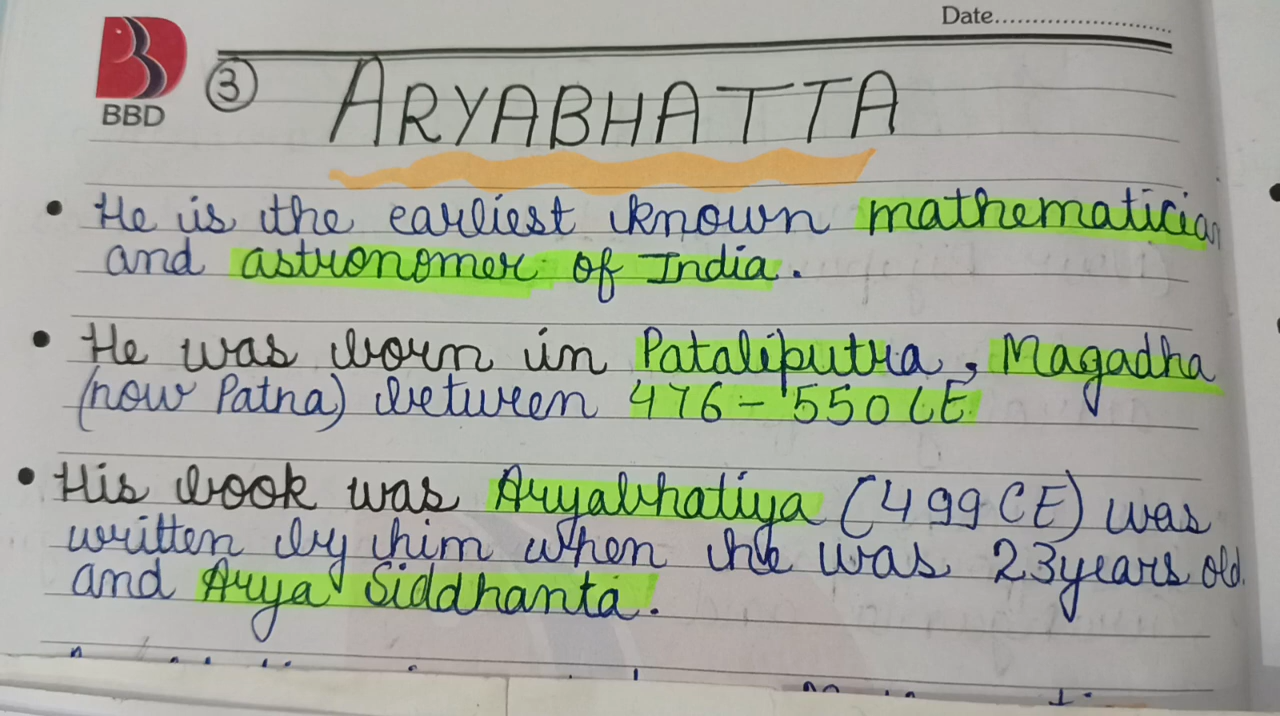 Date
BBD
③ ARYABHATTA
• He is the earliest known mathematician
and astronomer of India.
• He was born in Pataliputra, Magadha
(now Patna) between 476 - 550 CE
• His book was Aryabhatiya (499 CE) was
written by him when he was 23 years old.
and Arya Siddhanta.